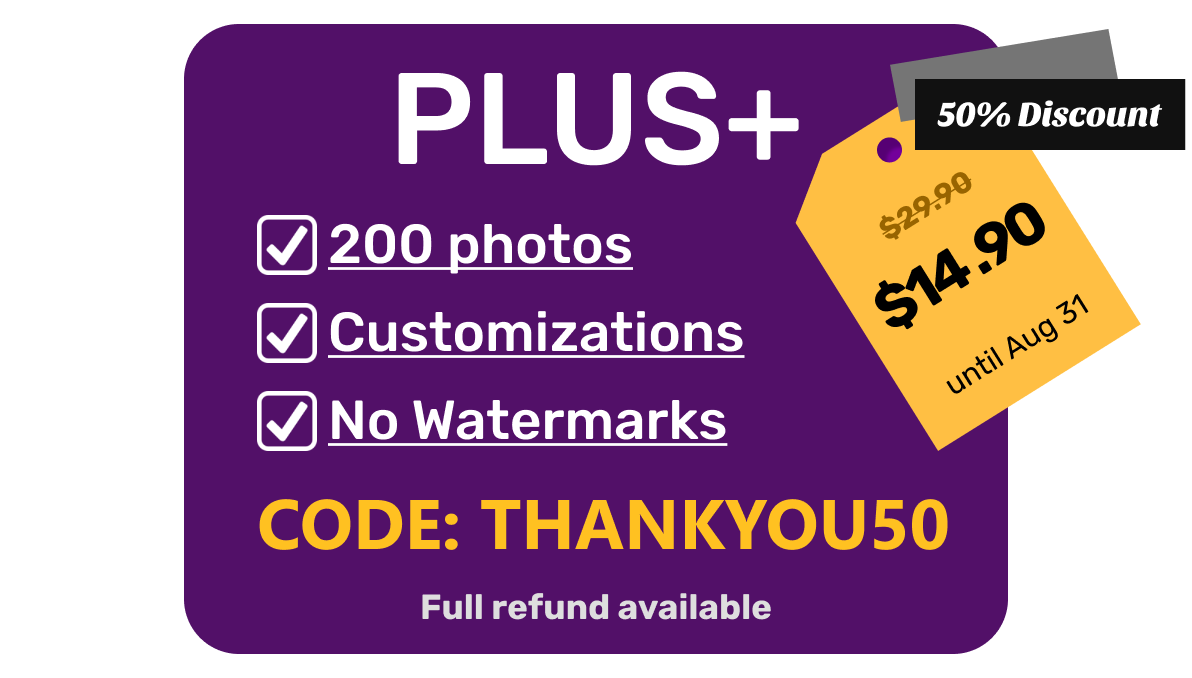 PLUS+
50% Discount
$29.90
$14.90
until Aug 31
200 photos
Customizations
No Watermarks
CODE: THANKYOU50
Full refund available